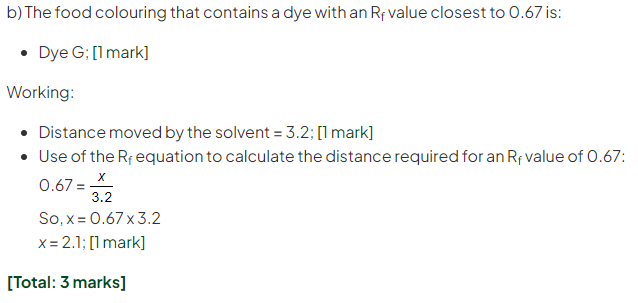 b) The food colouring that contains a dye with an Rf value closest to 0.67 is:
• Dye G; [1 mark]
Working:
• Distance moved by the solvent = 3.2; [1 mark]
• Use of the Rf equation to calculate the distance required for an Rf value of 0.67:
0.67 = x/3.2
So, x = 0.67 x 3.2
x = 2.1; [1 mark]
[Total: 3 marks]